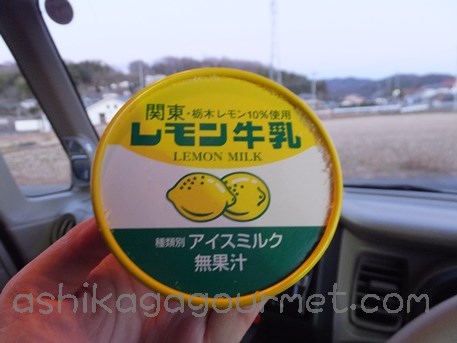 関東・栃木レモン10%使用
レモン牛乳
LEMON MILK
種類別 アイスミルク
無果汁
ashikagagourmet.com